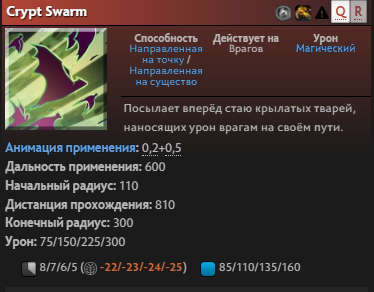 Crypt Swarm
Q R
Способность
Направленная
на точку /
Направленная
на существо
Действует на
Врагов
Урон
Магический
Посылает вперёд стаю крылатых тварей,
наносящих урон врагам на своём пути.
Анимация применения: 0,2+0,5
Дальность применения: 600
Начальный радиус: 110
Дистанция прохождения: 810
Конечный радиус: 300
Урон: 75/150/225/300
8/7/6/5 ( -22/-23/-24/-25) 85/110/135/160